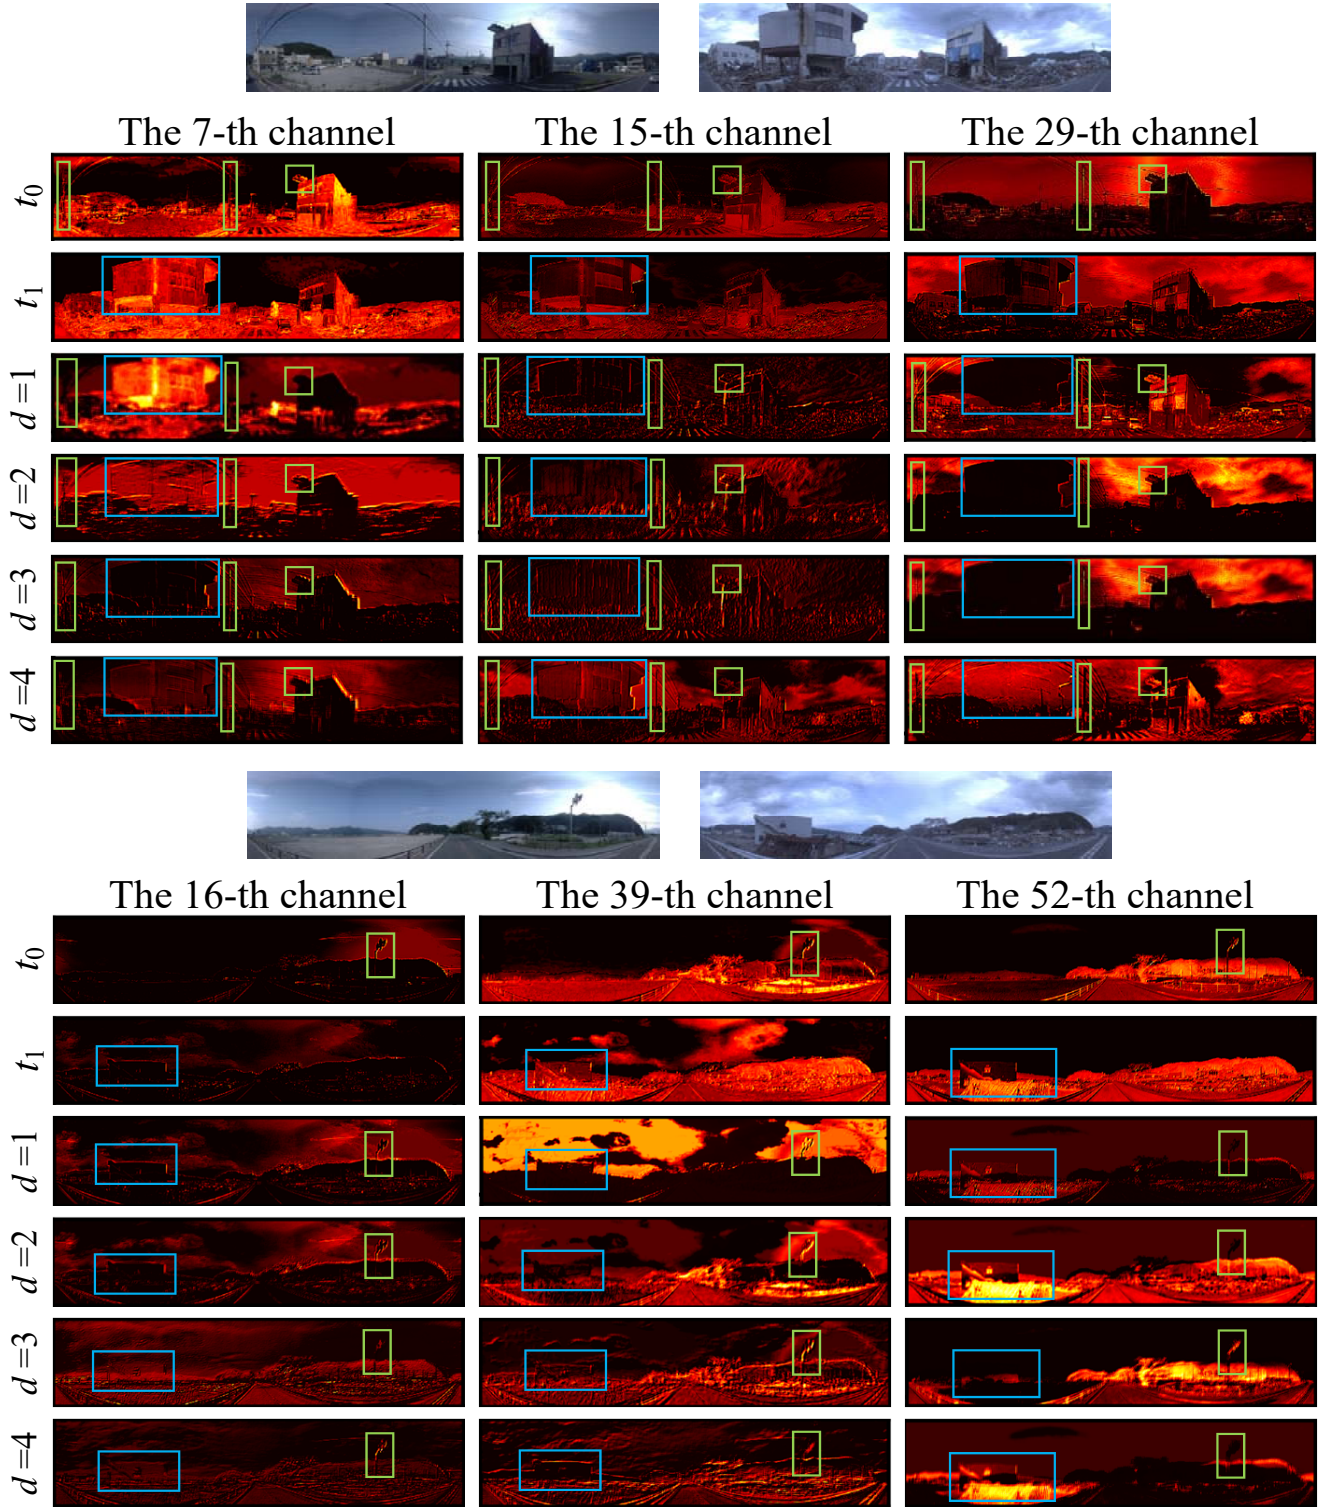 The 7-th channel The 15-th channel The 29-th channel
t0
t1
d=1
d=2
d=3
d=4
The 16-th channel The 39-th channel The 52-th channel
t0
t1
d=1
d=2
d=3
d=4